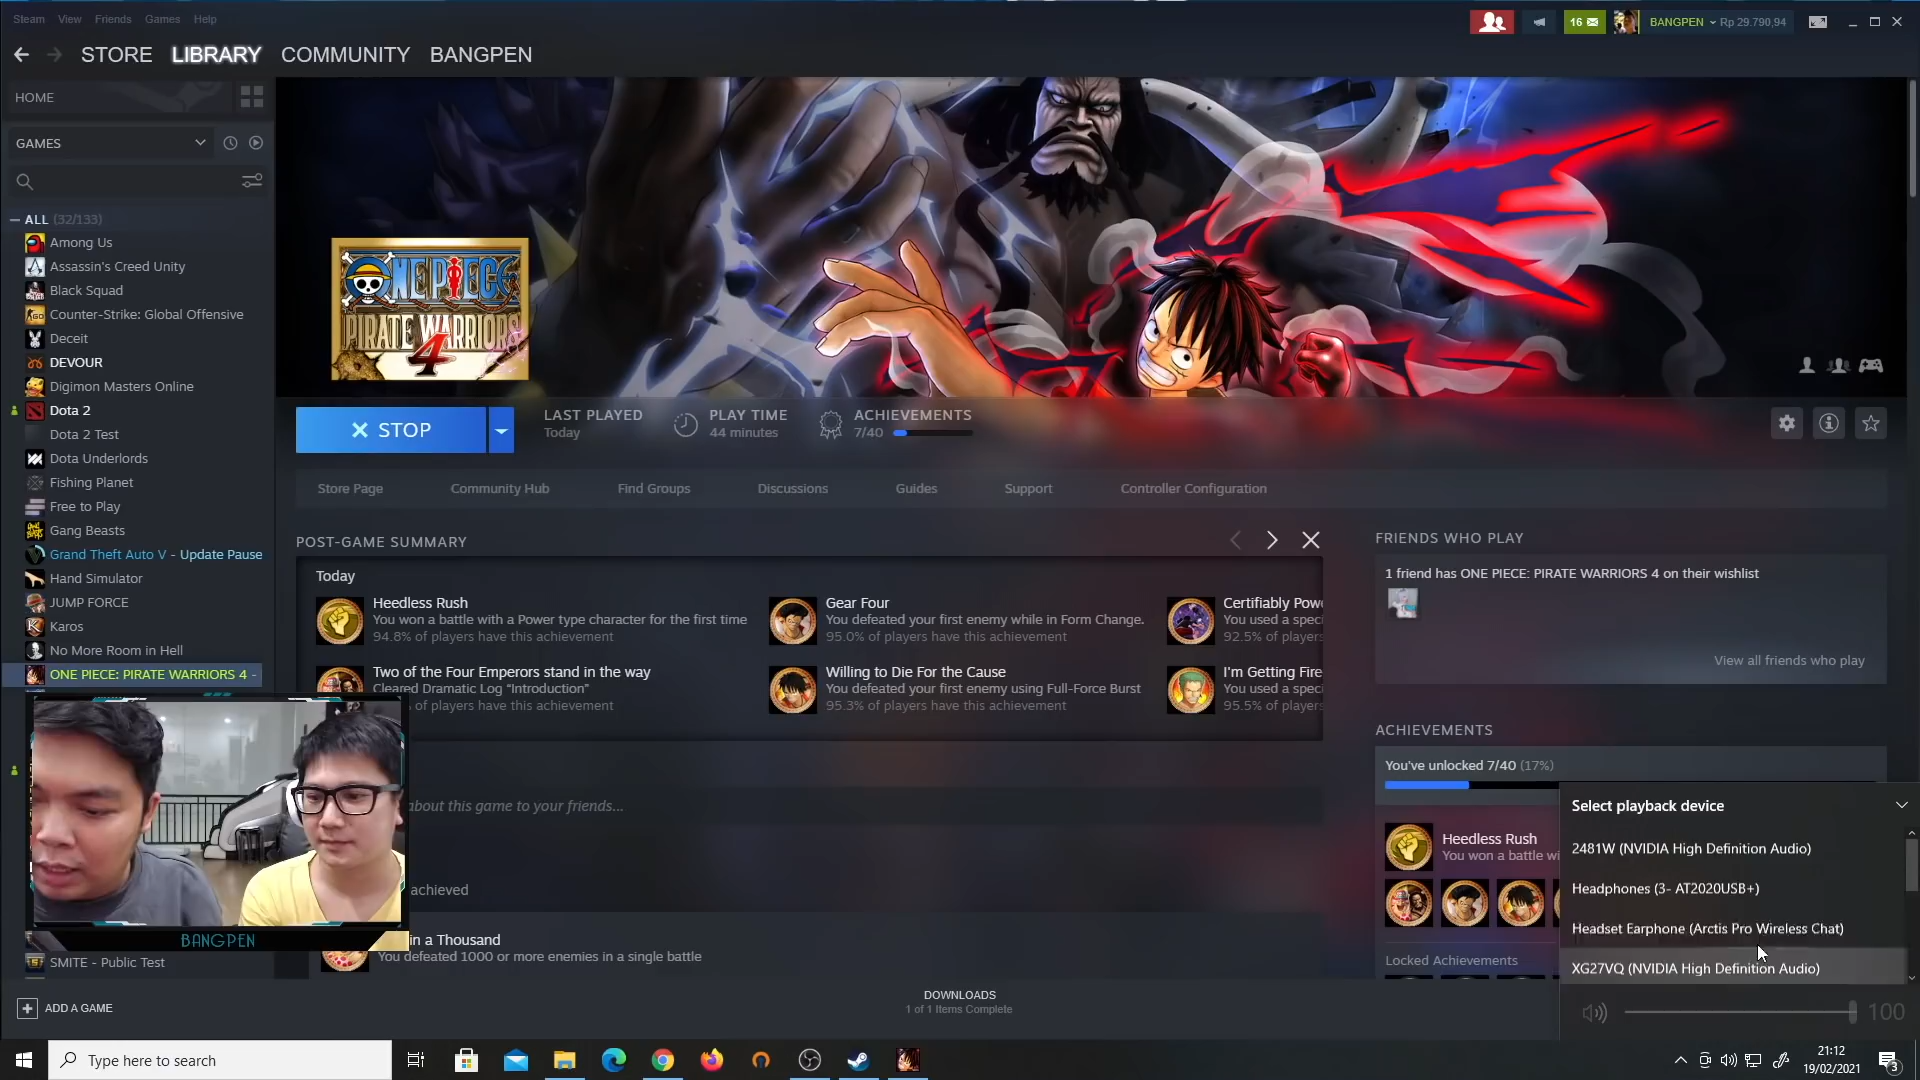 Steam View Friends Games Help
16
BANGPEN Rp 29.790,94
STORE LIBRARY COMMUNITY BANGPEN
HOME
GAMES
ALL (32/133)
Among Us
Assassin's Creed Unity
Black Squad
Counter-Strike: Global Offensive
Deceit
DEVOUR
Digimon Masters Online
Dota 2
Dota 2 Test
Dota Underlords
Fishing Planet
Free to Play
Gang Beasts
Grand Theft Auto V - Update Pause
Hand Simulator
JUMP FORCE
Karos
No More Room in Hell
ONE PIECE: PIRATE WARRIORS 4 -
BANGPEN
SMITE - Public Test
ADD A GAME
ONE PIECE
PIRATE WARRIORS
4
STOP
LAST PLAYED
Today
PLAY TIME
44 minutes
ACHIEVEMENTS
7/40
Store Page Community Hub Find Groups Discussions Guides Support Controller Configuration
POST-GAME SUMMARY
Today
Heedless Rush
You won a battle with a Power type character for the first time
94.8% of players have this achievement
Gear Four
You defeated your first enemy while in Form Change.
95.0% of players have this achievement
Certifiably Pow
You used a speci
92.5% of players
Two of the Four Emperors stand in the way
Cleared Dramatic Log "Introduction"
% of players have this achievement
Willing to Die For the Cause
You defeated your first enemy using Full-Force Burst
95.3% of players have this achievement
I'm Getting Fire
You used a speci
95.5% of players
about this game to your friends...
achieved
in a Thousand
You defeated 1000 or more enemies in a single battle
FRIENDS WHO PLAY
1 friend has ONE PIECE: PIRATE WARRIORS 4 on their wishlist
View all friends who play
ACHIEVEMENTS
You've unlocked 7/40 (17%)
Heedless Rush
You won a battle wi
Locked Achievements
Select playback device
2481W (NVIDIA High Definition Audio)
Headphones (3- AT2020USB+)
Headset Earphone (Arctis Pro Wireless Chat)
XG27VQ (NVIDIA High Definition Audio)
100
DOWNLOADS
1 of 1 Items Complete
Type here to search
21:12
19/02/2021
3